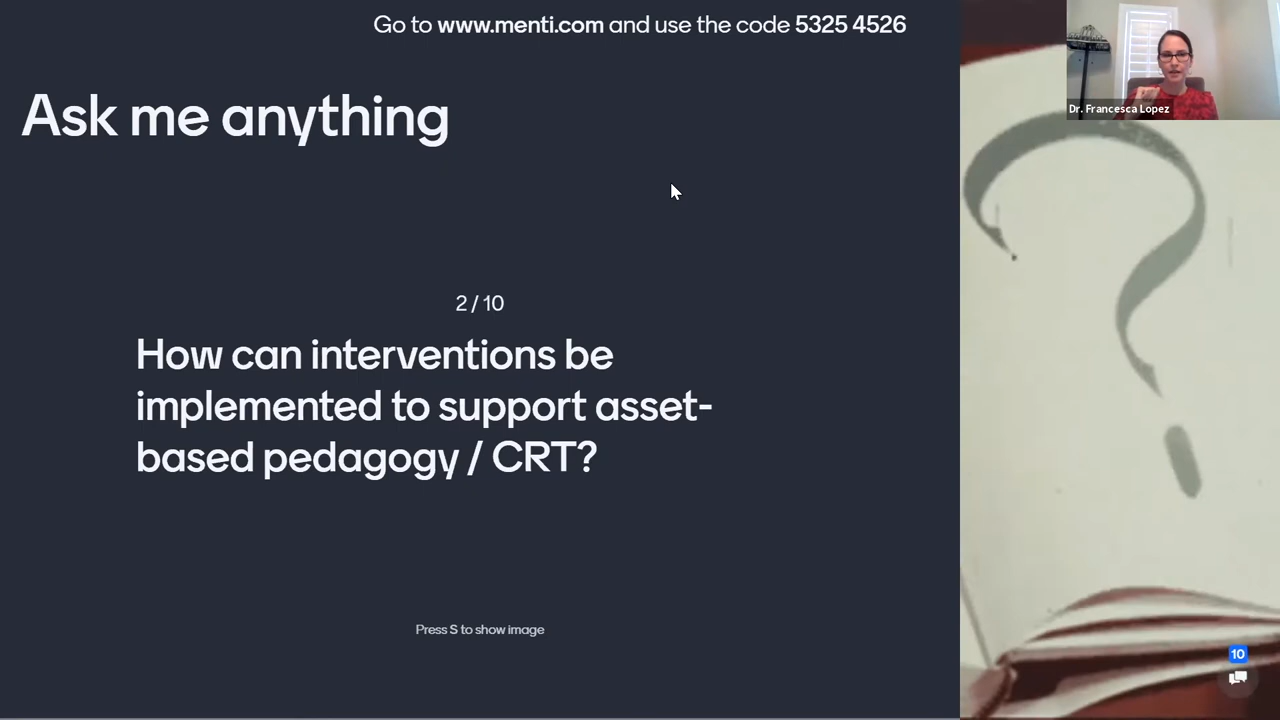 Go to www.menti.com and use the code 5325 4526
Ask me anything
Dr. Francesca Lopez
2 / 10
How can interventions be
implemented to support asset-
based pedagogy / CRT?
Press S to show image
10